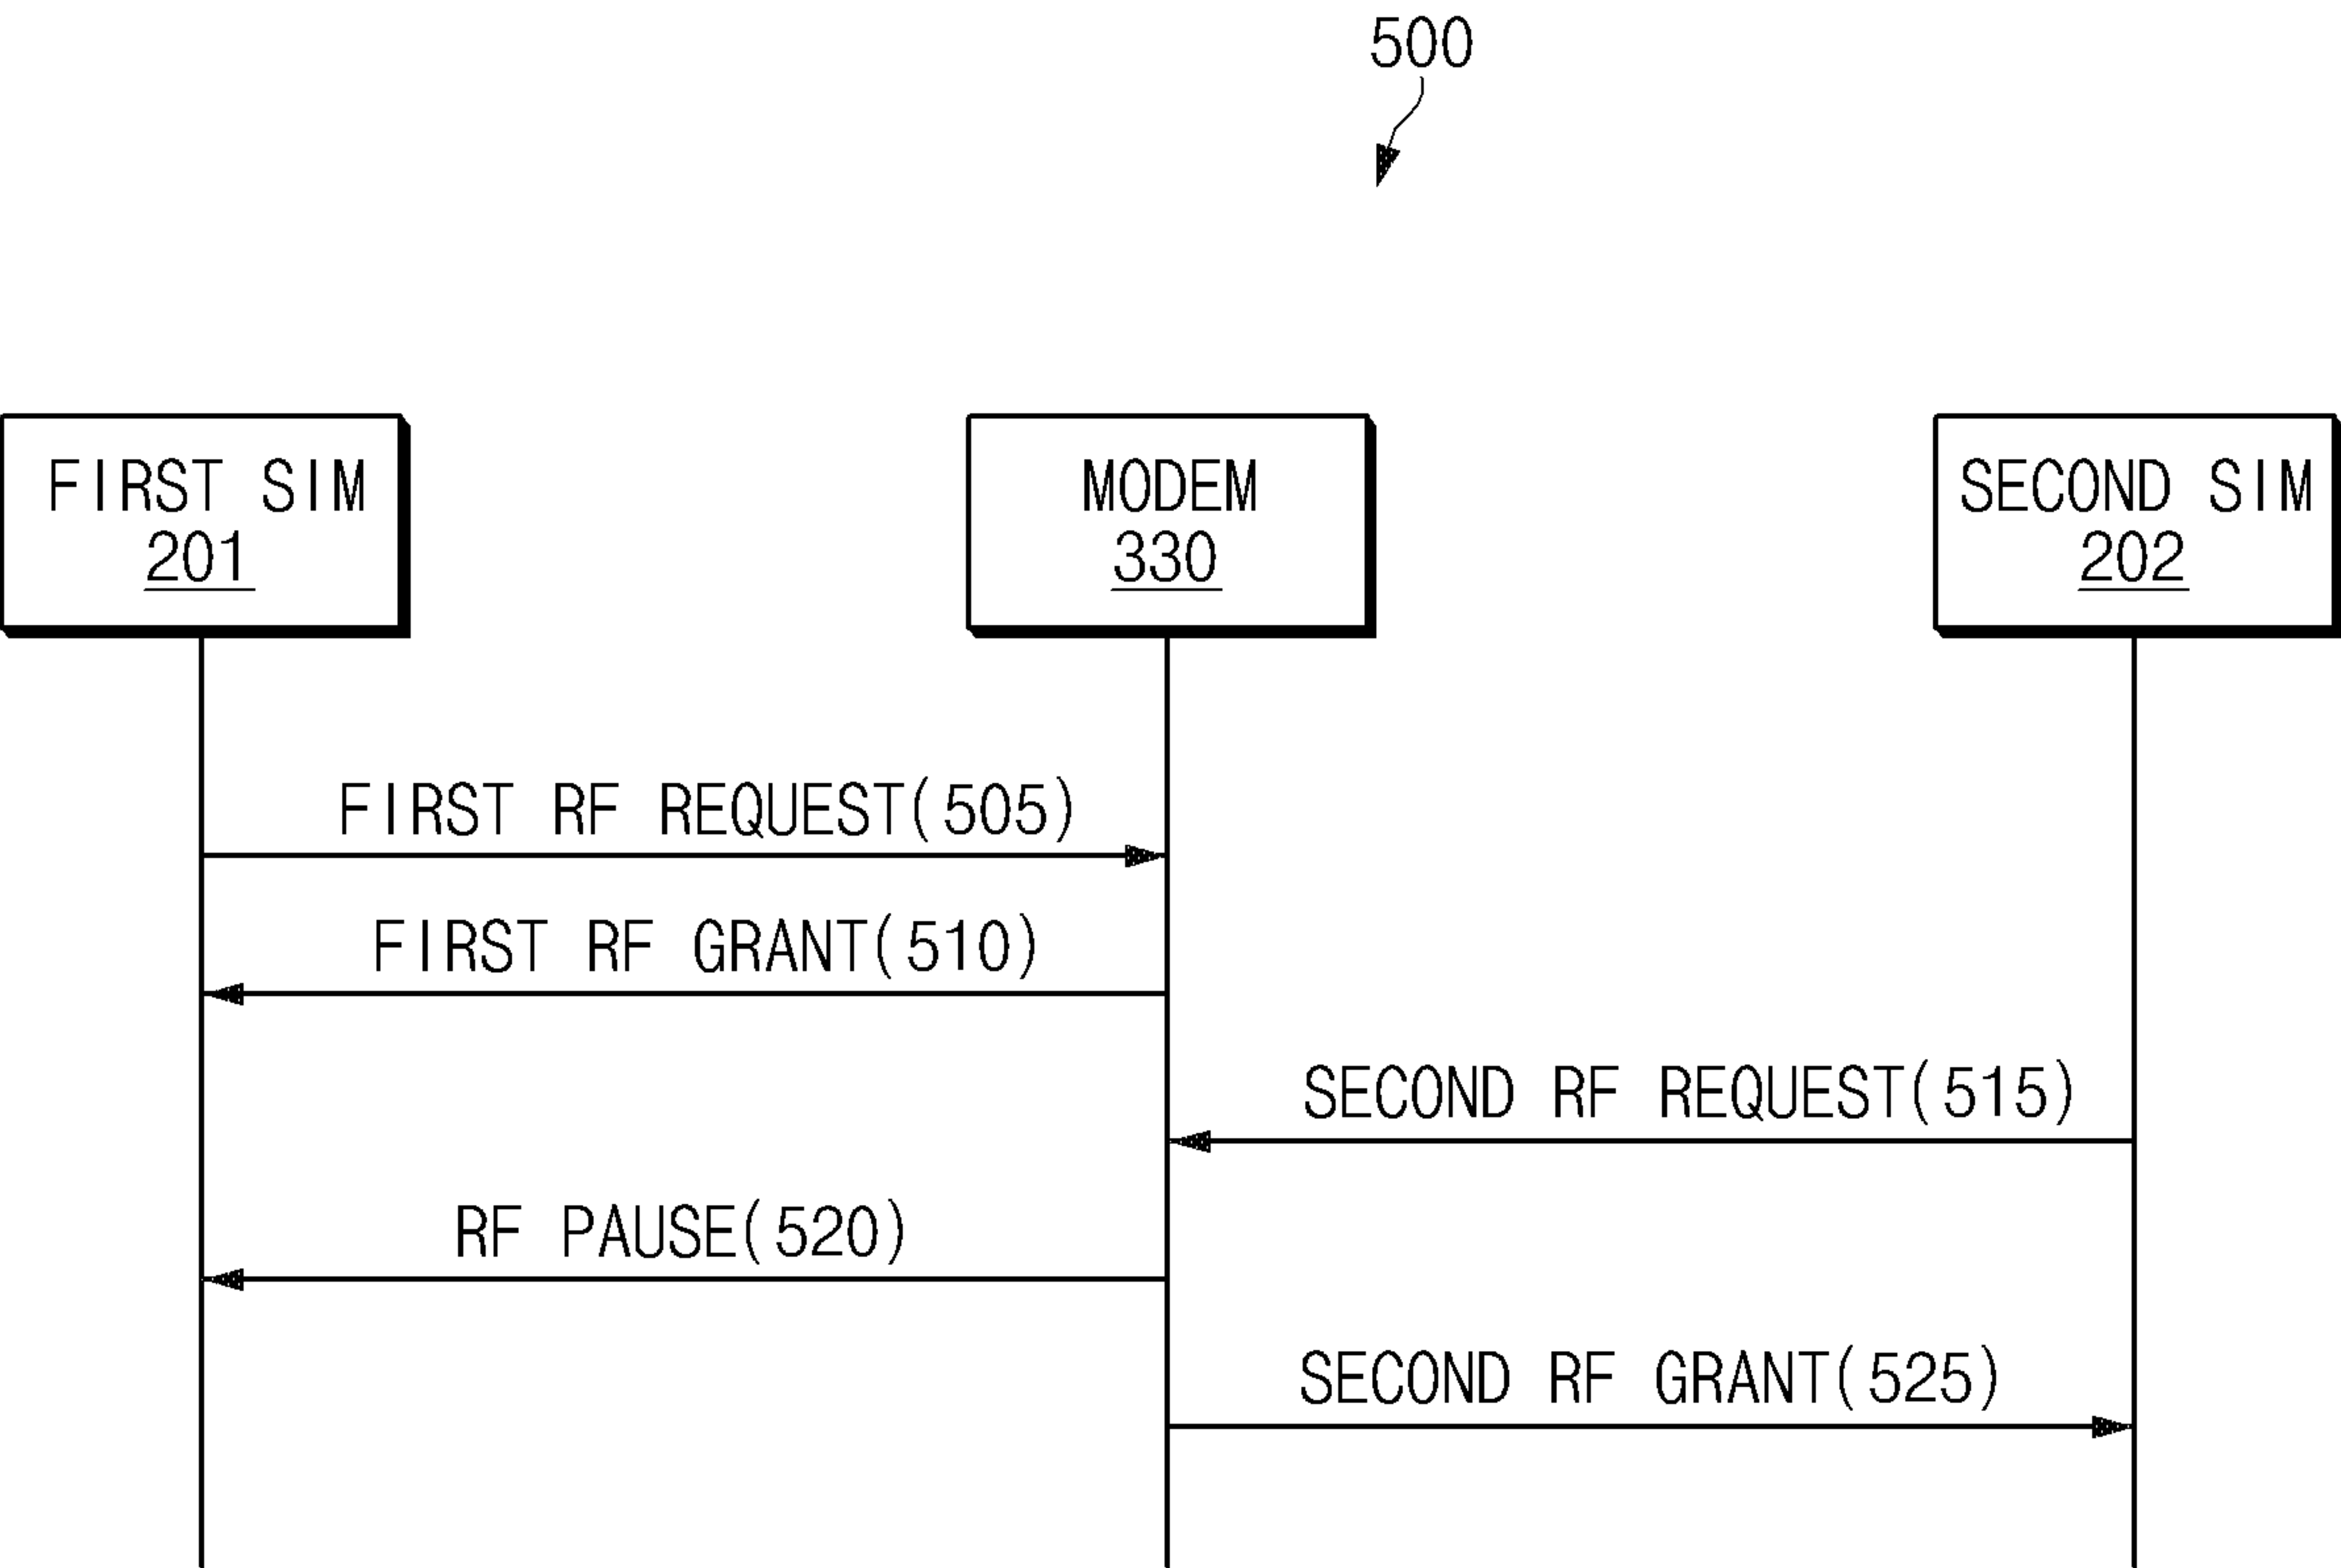 500
FIRST SIM
201
MODEM
330
SECOND SIM
202
FIRST RF REQUEST(505)
FIRST RF GRANT(510)
SECOND RF REQUEST(515)
RF PAUSE(520)
SECOND RF GRANT(525)